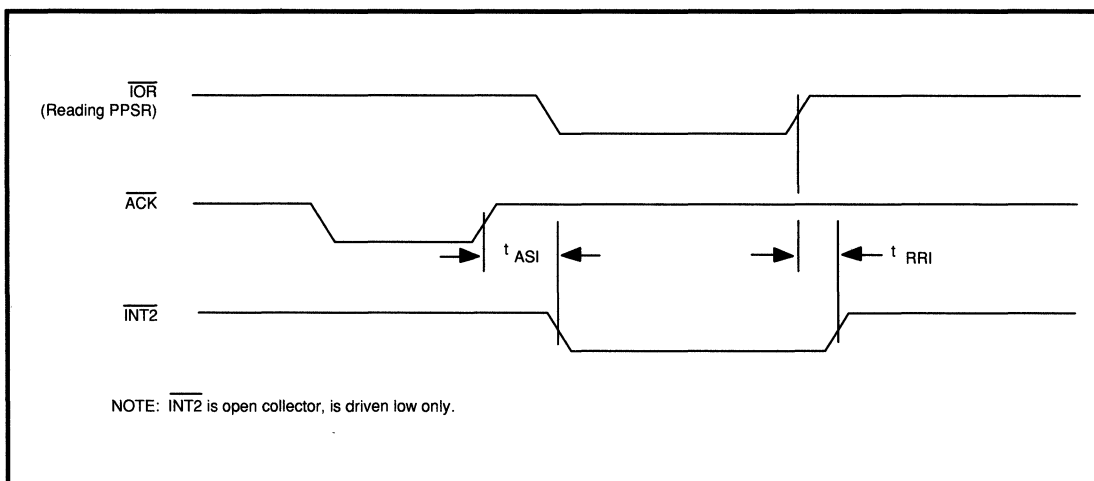 IOR
(Reading PPSR)
ACK
t ASI
t RRI
INT2
NOTE: INT2 is open collector, is driven low only.